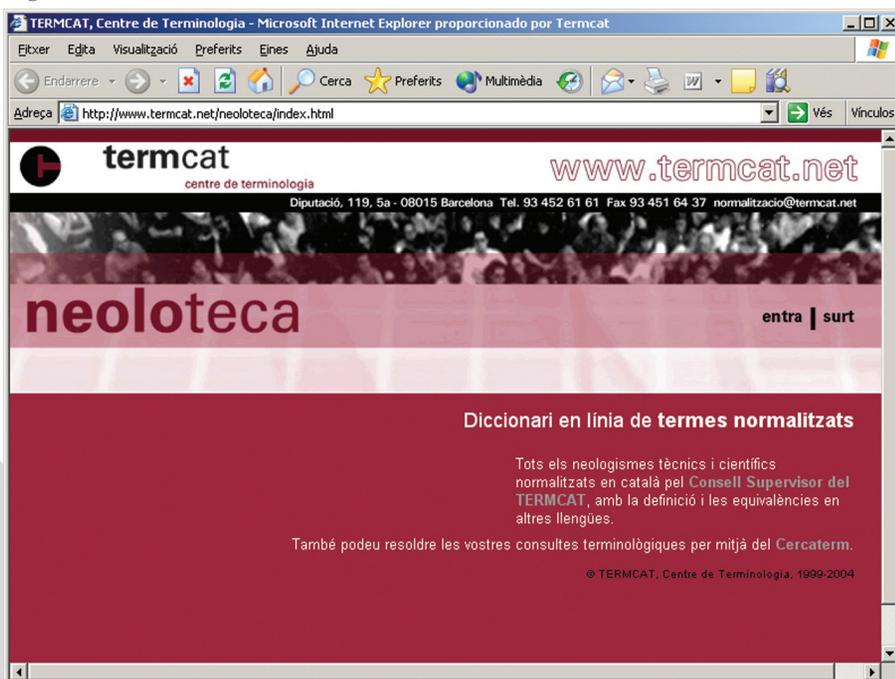 TERMCAT, Centre de Terminologia - Microsoft Internet Explorer proporcionado por Termcat
Fitxer Edita Visualització Preferits Eines Ajuda
Endarrere Cerca Preferits Multimèdia
Adreça http://www.termcat.net/neoloteca/index.html Vés Vínculos
termcat
centre de terminologia
www.termcat.net
Diputació, 119, 5a - 08015 Barcelona Tel. 93 452 61 61 Fax 93 451 64 37 normalitzacio@termcat.net
neoloteca
entra | surt
Diccionari en línia de termes normalitzats
Tots els neologismes tècnics i científics
normalitzats en català pel Consell Supervisor del
TERMCAT, amb la definició i les equivalències en
altres llengües.
També podeu resoldre les vostres consultes terminològiques per mitjà del Cercaterm.
© TERMCAT, Centre de Terminologia, 1999-2004